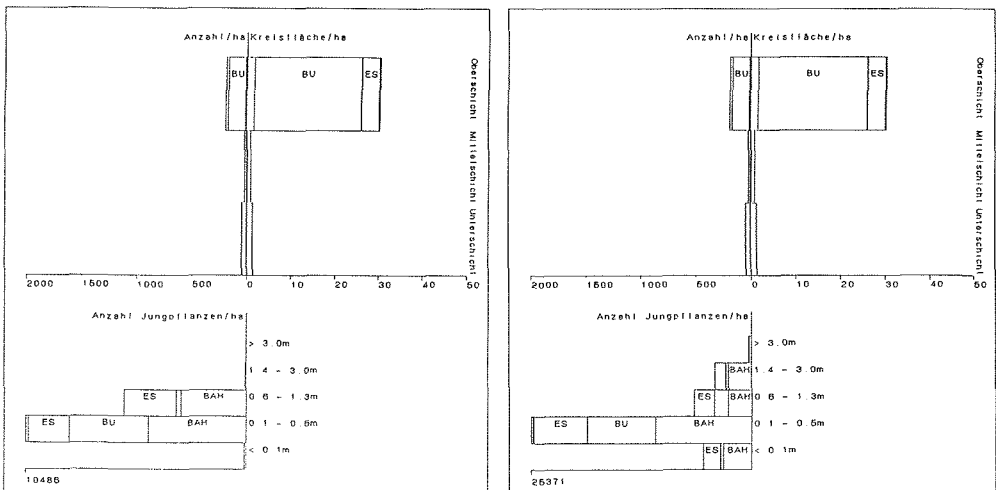 Anzahl/ha Kreisfläche/ha
BU BU ES
Oberschicht Mittelschicht Unterschicht
2000 1500 1000 500 0 10 20 30 40 50
Anzahl Jungpflanzen/ha
> 3.0m
1.4 - 3.0m
ES BAH 0.6 - 1.3m
ES BU BAH 0.1 - 0.5m
< 0.1m
10486
Anzahl/ha Kreisfläche/ha
BU BU ES
Oberschicht Mittelschicht Unterschicht
2000 1500 1000 500 0 10 20 30 40 50
Anzahl Jungpflanzen/ha
> 3.0m
BAH 1.4 - 3.0m
ES BAH 0.6 - 1.3m
ES BU BAH 0.1 - 0.5m
ES BAH < 0.1m
25371